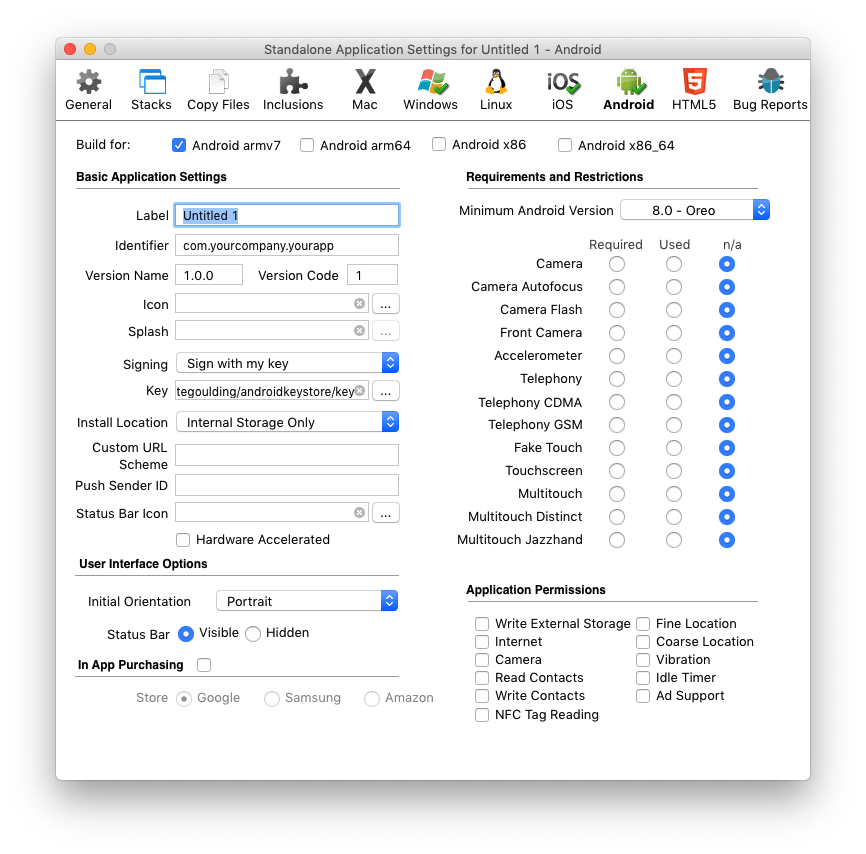 Standalone Application Settings for Untitled 1 - Android
General Stacks Copy Files Inclusions Mac Windows Linux iOS Android HTML5 Bug Reports
Build for: Android armv7 Android arm64 Android x86 Android x86_64
Basic Application Settings
Label Untitled 1
Identifier com.yourcompany.yourapp
Version Name 1.0.0 Version Code 1
Icon ...
Splash ...
Signing Sign with my key
Key tegoulding/androidkeystore/key ...
Install Location Internal Storage Only
Custom URL
Scheme
Push Sender ID
Status Bar Icon ...
Hardware Accelerated
User Interface Options
Initial Orientation Portrait
Status Bar Visible Hidden
In App Purchasing
Store Google Samsung Amazon
Requirements and Restrictions
Minimum Android Version 8.0 - Oreo
Required Used n/a
Camera
Camera Autofocus
Camera Flash
Front Camera
Accelerometer
Telephony
Telephony CDMA
Telephony GSM
Fake Touch
Touchscreen
Multitouch
Multitouch Distinct
Multitouch Jazzhand
Application Permissions
Write External Storage Fine Location
Internet Coarse Location
Camera Vibration
Read Contacts Idle Timer
Write Contacts Ad Support
NFC Tag Reading